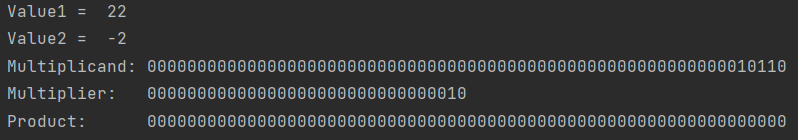 Value1 =  22
Value2 =  -2
Multiplicand: 0000000000000000000000000000000000000000000000000000000000010110
Multiplier:   00000000000000000000000000000010
Product:      0000000000000000000000000000000000000000000000000000000000000000